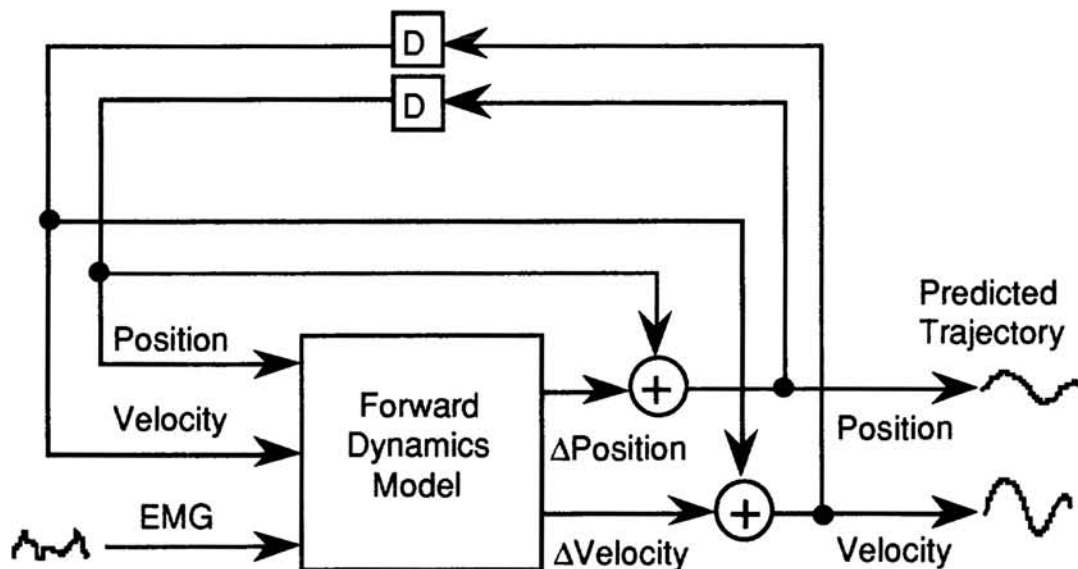 D
D
Predicted
Trajectory
Position
Velocity
EMG
Forward
Dynamics
Model
ΔPosition
ΔVelocity
+
+
Position
Velocity